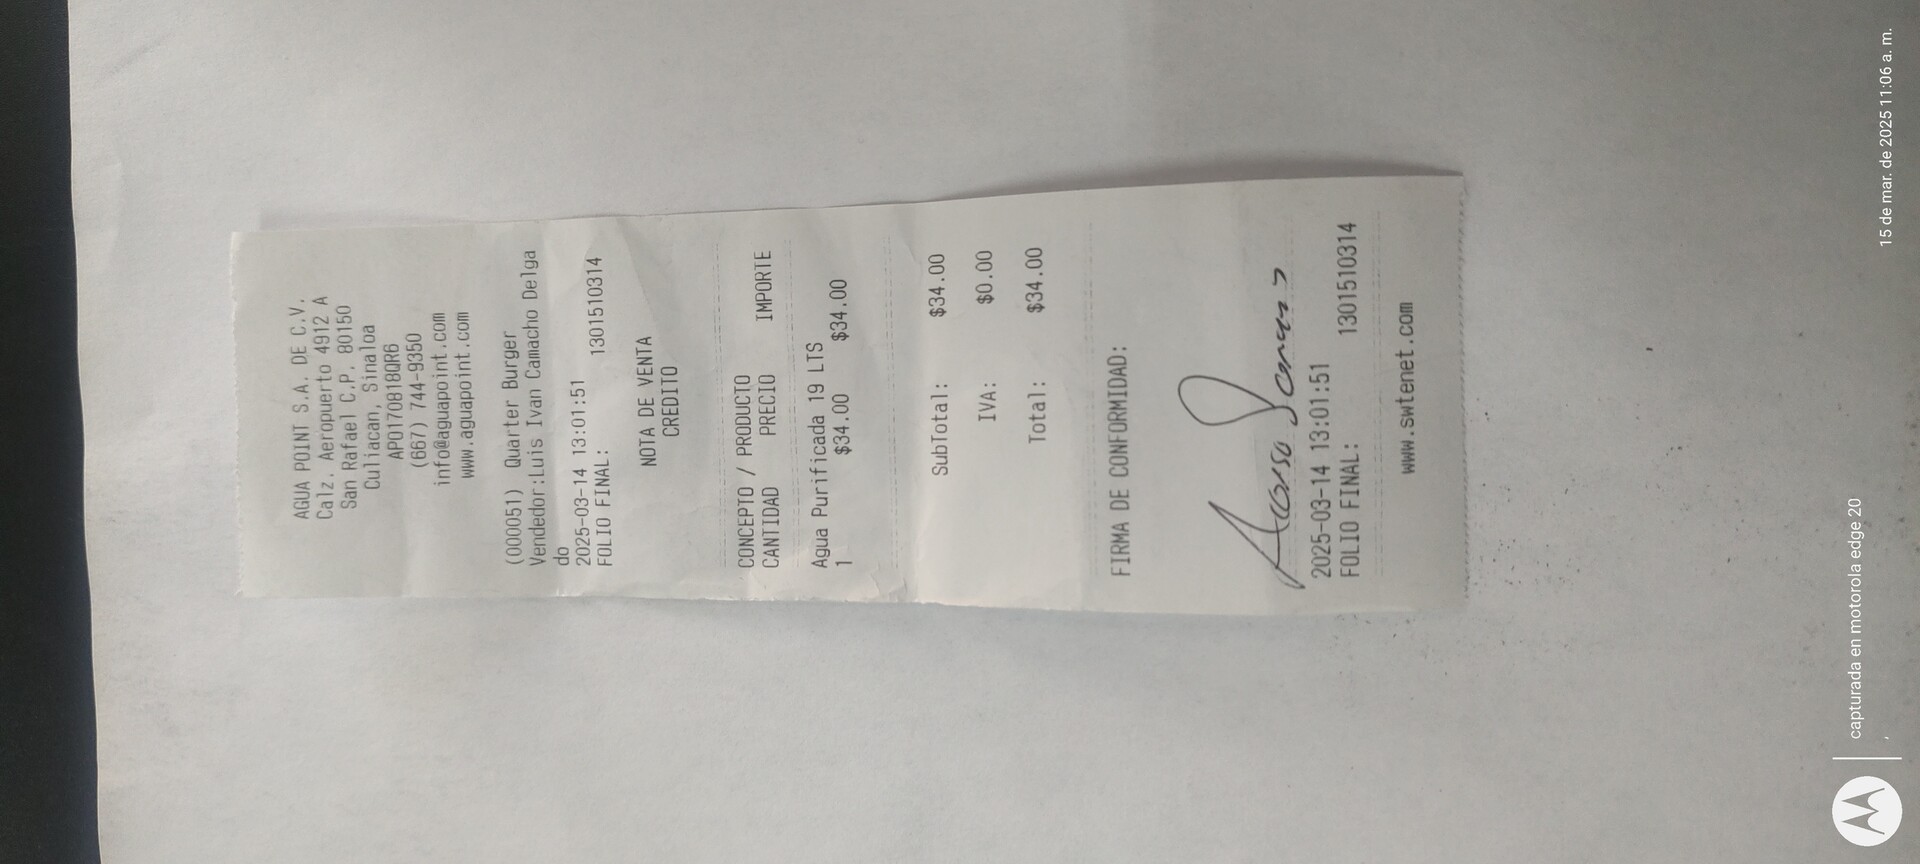 AGUA POINT S.A. DE C.V.
Calz. Aeropuerto 4912 A
San Rafael C.P. 80150
Culiacan, Sinaloa
APO170818QR6
(667) 744-9350
info@aguapoint.com
www.aguapoint.com
(000051) Quarter Burger
Vendedor:Luis Ivan Camacho Delga
do
2025-03-14 13:01:51
FOLIO FINAL: 1301510314
NOTA DE VENTA
CREDITO
CONCEPTO / PRODUCTO
CANTIDAD PRECIO IMPORTE
Agua Purificada 19 LTS
1 $34.00 $34.00
SubTotal: $34.00
IVA: $0.00
Total: $34.00
FIRMA DE CONFORMIDAD:
2025-03-14 13:01:51
FOLIO FINAL: 1301510314
www.swtenet.com
capturada en motorola edge 20
15 de mar. de 2025 11:06 a. m.